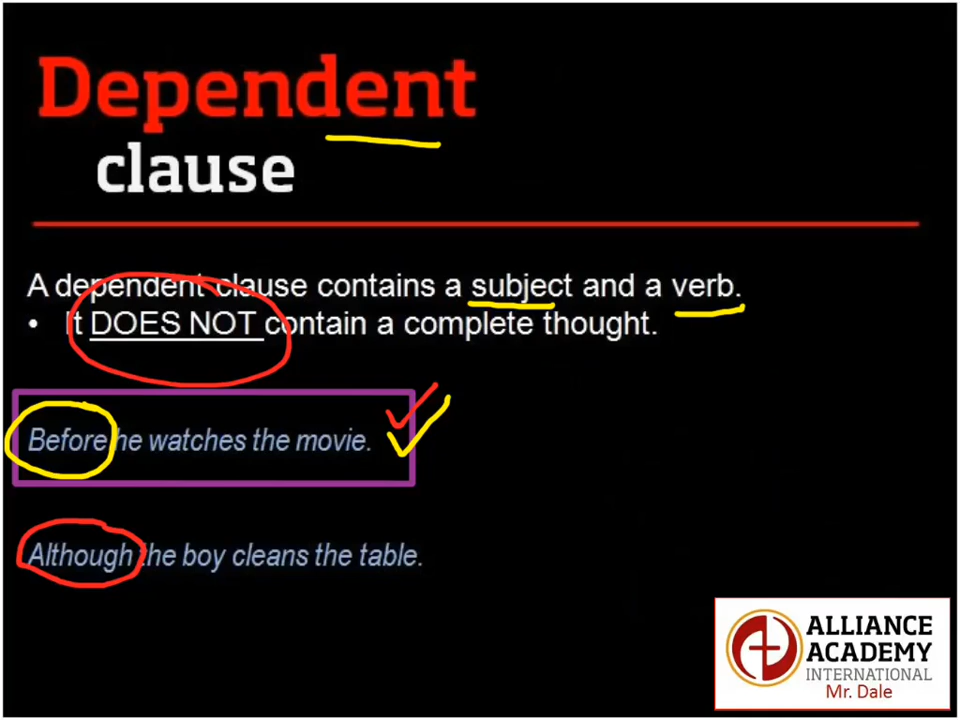 Dependent
clause
A dependent clause contains a subject and a verb.
• It DOES NOT contain a complete thought.
Before he watches the movie.
Although the boy cleans the table.
ALLIANCE
ACADEMY
INTERNATIONAL
Mr. Dale